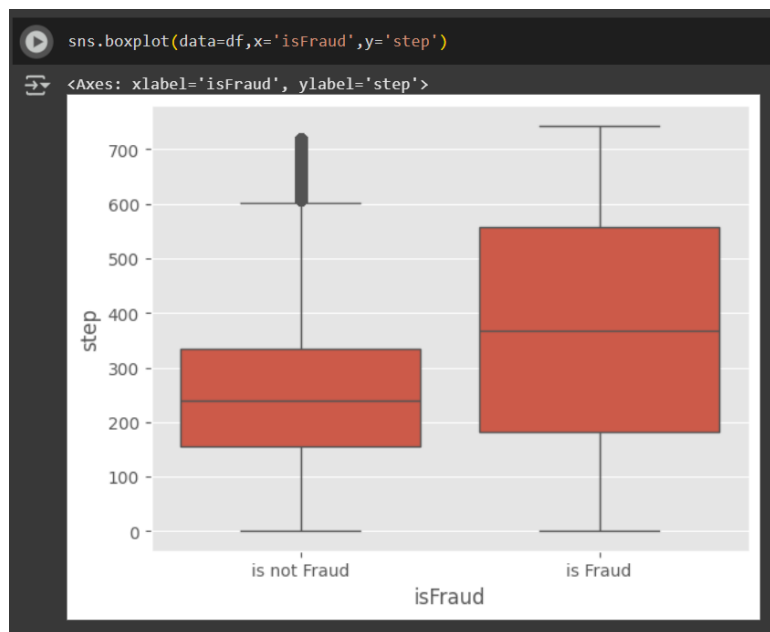 sns.boxplot(data=df,x='isFraud',y='step')
<Axes: xlabel='isFraud', ylabel='step'>
700
600
500
400
300
200
100
0
step
is not Fraud
is Fraud
isFraud